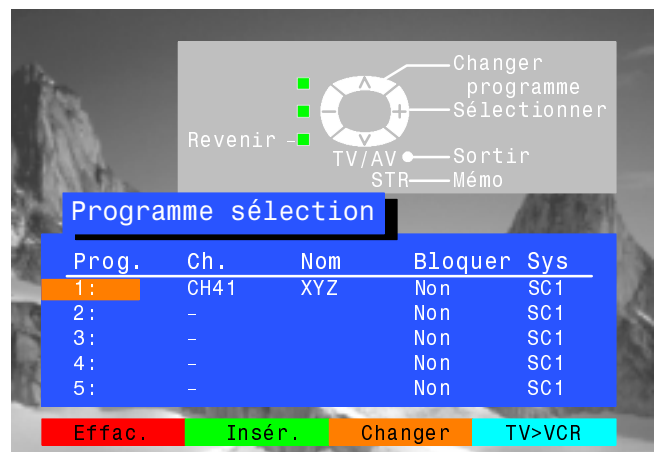 Changer
programme
Sélectionner
Revenir
TV/AV Sortir
STR Mémo
Programme sélection
Prog. Ch. Nom Bloquer Sys
1: CH41 XYZ Non SC1
2: - Non SC1
3: - Non SC1
4: - Non SC1
5: - Non SC1
Effac. Insér. Changer TV>VCR